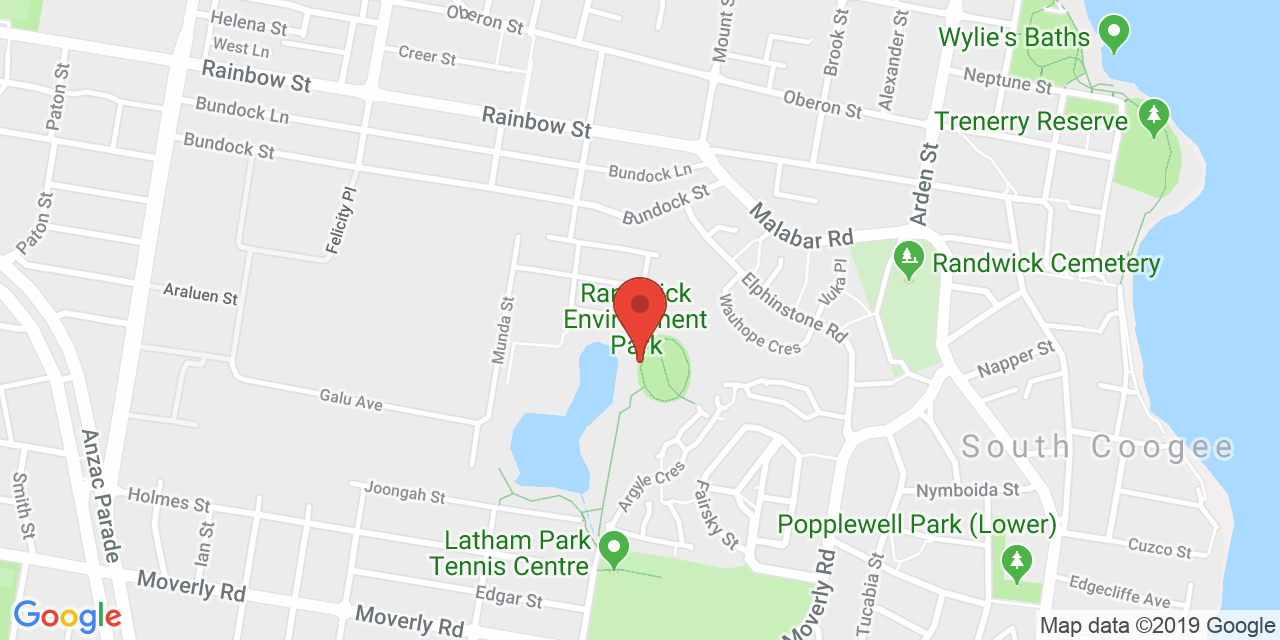 Helena St
West Ln
Oberon St
Mount S
Brook St
Alexander St
Wylie's Baths
Creer St
Rainbow St
Neptune St
Paton St
Bundock Ln
Rainbow St
Oberon St
Trenerry Reserve
Bundock St
Bundock Ln
Arden St
Paton St
Felicity Pl
Bundock St
Malabar Rd
Randwick Cemetery
Araluen St
Ran
ick
Envir
ment
Park
Munda St
Elphinstone Rd
Vuka Pl
Wauhope Cres
Napper St
Galu Ave
South Coogee
Anzac Parade
Smith St
Holmes St
Joongah St
Argyle Cres
Fairsky St
Nymboida St
Ian St
Latham Park
Tennis Centre
Popplewell Park (Lower)
Cuzco St
Moverly Rd
Edgar St
Moverly Rd
Moverly Rd
Tucabia St
Edgecliffe Ave
Google
Map data ©2019 Google